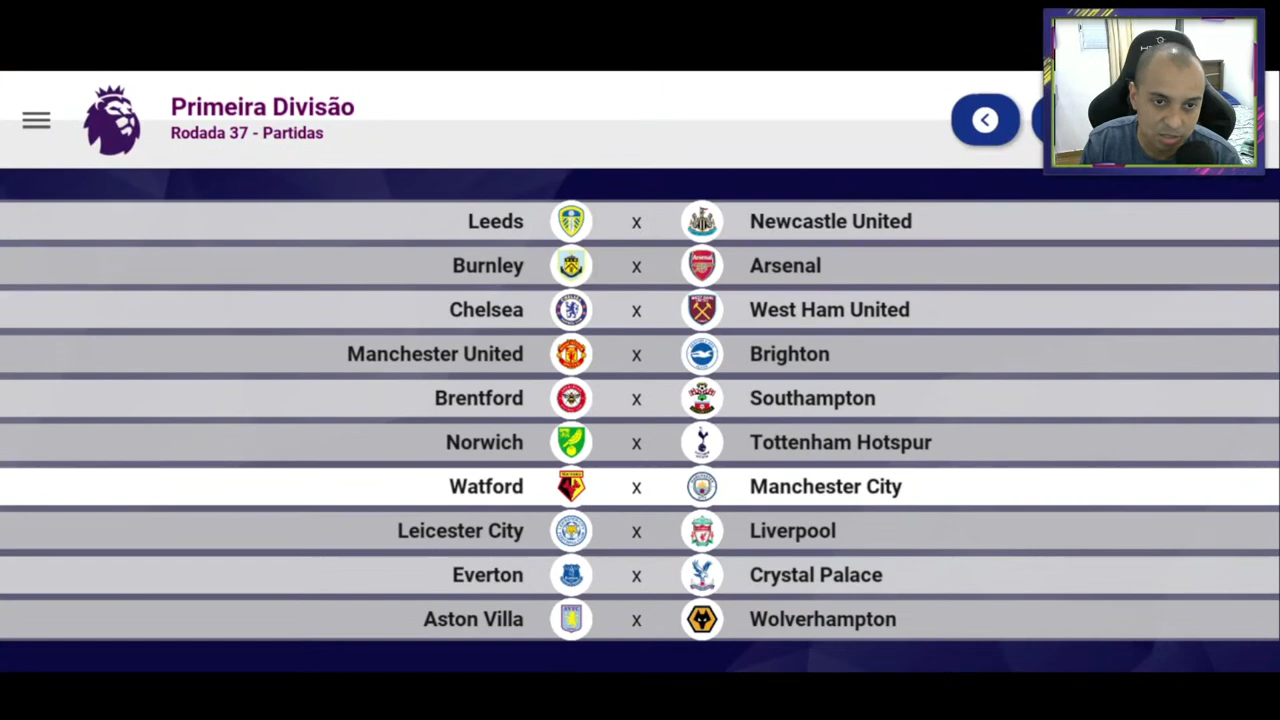 Primeira Divisão
Rodada 37 - Partidas
Leeds x Newcastle United
Burnley x Arsenal
Chelsea x West Ham United
Manchester United x Brighton
Brentford x Southampton
Norwich x Tottenham Hotspur
Watford x Manchester City
Leicester City x Liverpool
Everton x Crystal Palace
Aston Villa x Wolverhampton